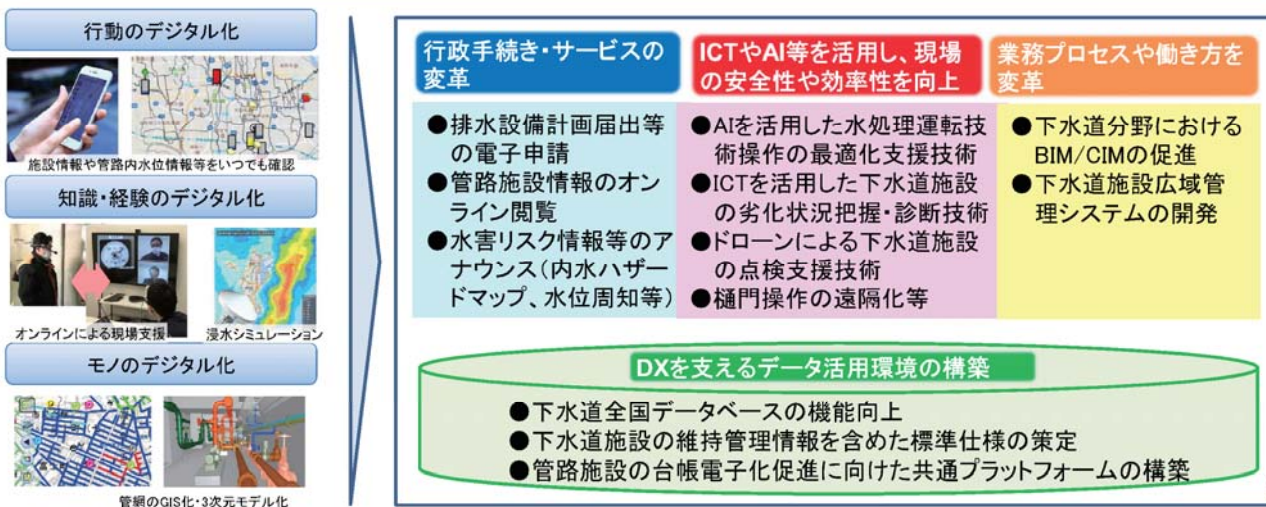 行動のデジタル化
施設情報や管路内水位情報等をいつでも確認
知識・経験のデジタル化
オンラインによる現場支援
浸水シミュレーション
モノのデジタル化
管網のGIS化・3次元モデル化
行政手続き・サービスの
変革
●排水設備計画届出等
の電子申請
●管路施設情報のオン
ライン閲覧
●水害リスク情報等のア
ナウンス(内水ハザー
ドマップ、水位周知等)
ICTやAI等を活用し、現場
の安全性や効率性を向上
●AIを活用した水処理運転技
術操作の最適化支援技術
●ICTを活用した下水道施設
の劣化状況把握・診断技術
●ドローンによる下水道施設
の点検支援技術
●樋門操作の遠隔化等
業務プロセスや働き方を
変革
●下水道分野における
BIM/CIMの促進
●下水道施設広域管
理システムの開発
DXを支えるデータ活用環境の構築
●下水道全国データベースの機能向上
●下水道施設の維持管理情報を含めた標準仕様の策定
●管路施設の台帳電子化促進に向けた共通プラットフォームの構築